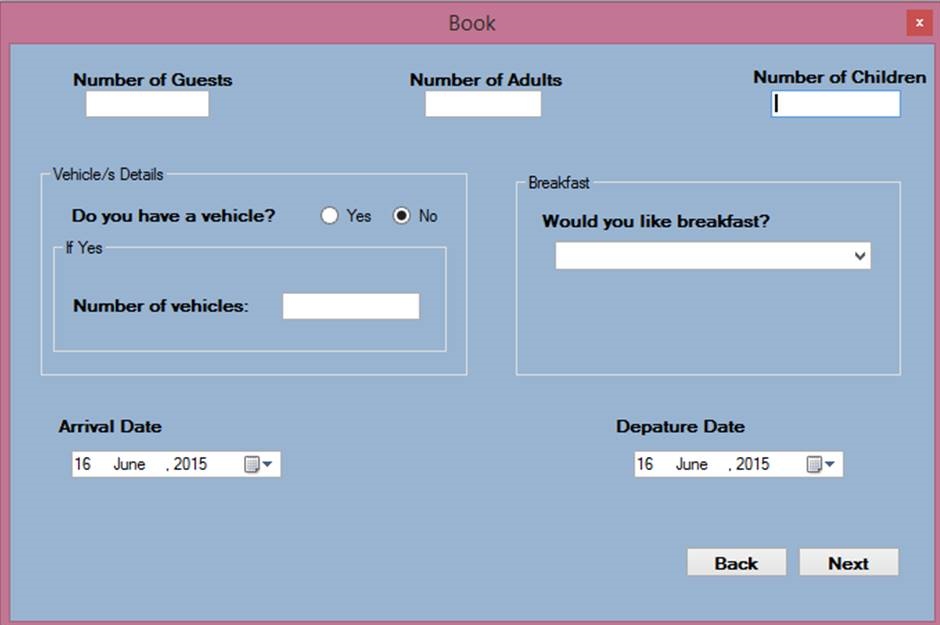 Book
x
Number of Guests
Number of Adults
Number of Children
Vehicle/s Details
Do you have a vehicle?
Yes
No
If Yes
Number of vehicles:
Breakfast
Would you like breakfast?
Arrival Date
16 June , 2015
Depature Date
16 June , 2015
Back
Next